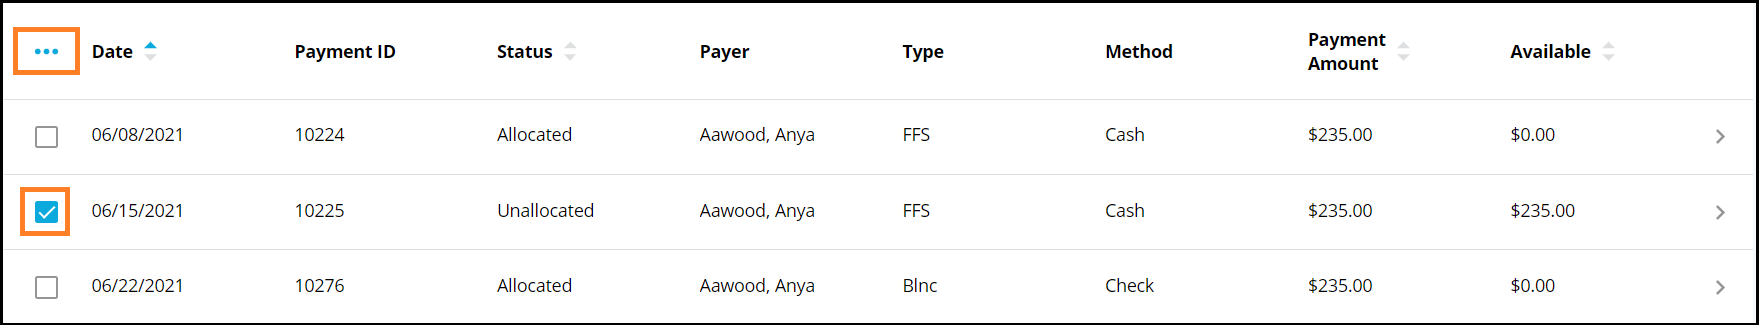 Date Payment ID Status Payer Type Method Payment Amount Available
06/08/2021 10224 Allocated Aawood, Anya FFS Cash $235.00 $0.00
06/15/2021 10225 Unallocated Aawood, Anya FFS Cash $235.00 $235.00
06/22/2021 10276 Allocated Aawood, Anya Blnc Check $235.00 $0.00